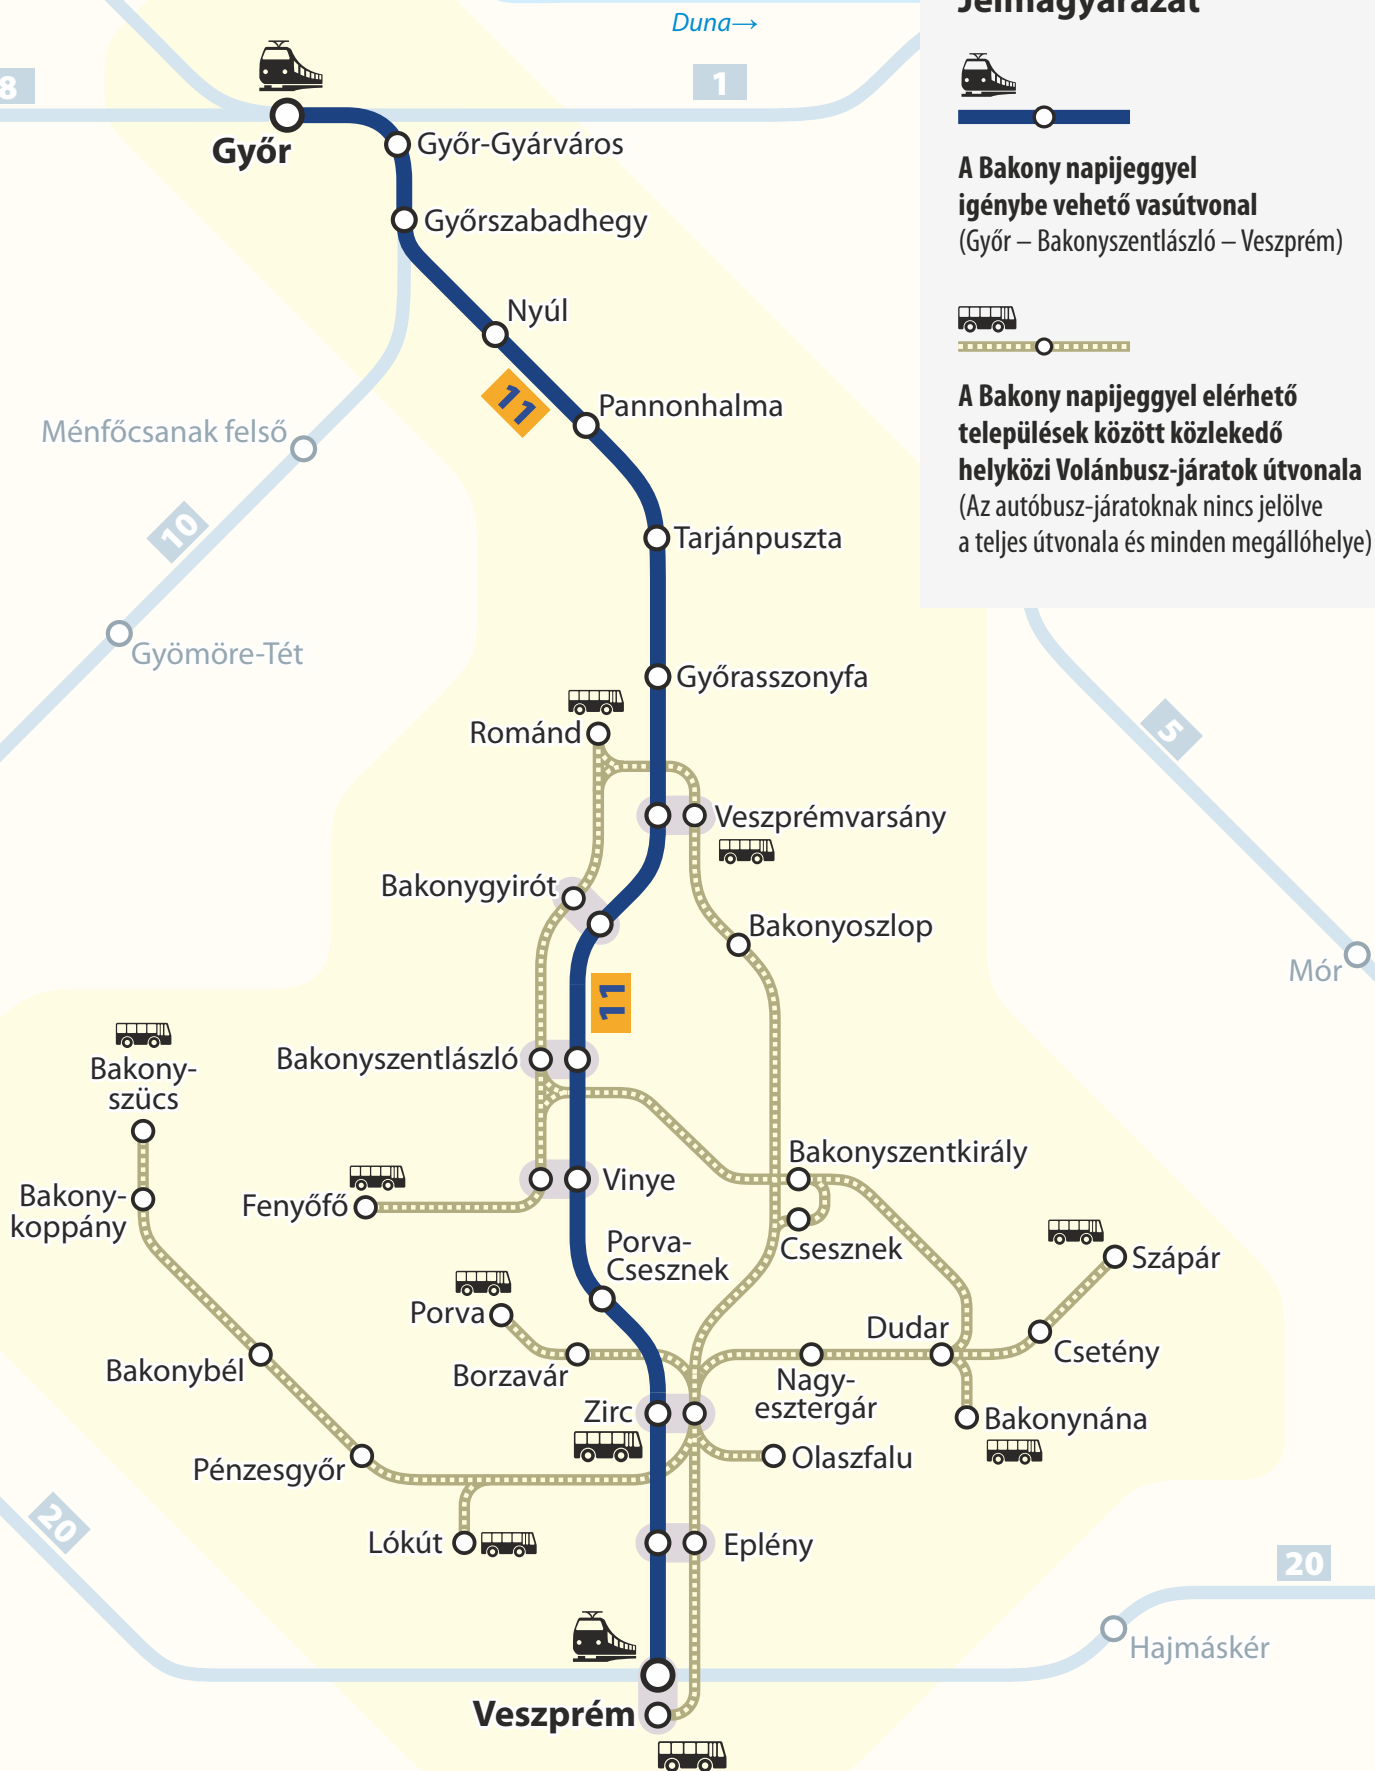 Jelmagyarázat
Duna→
8
1
Győr
Győr-Gyárváros
Győrszabadhegy
A Bakony napijeggyel
igénybe vehető vasútvonal
(Győr – Bakonyszentlászló – Veszprém)
Nyúl
11
Pannonhalma
A Bakony napijeggyel elérhető
települések között közlekedő
helyközi Volánbusz-járatok útvonala
(Az autóbusz-járatoknak nincs jelölve
a teljes útvonala és minden megállóhelye)
Ménfőcsanak felső
10
Tarjánpuszta
Gyömöre-Tét
Győrasszonyfa
Románd
5
Veszprémvarsány
Bakonygyirót
Bakonyoszlop
Mór
11
Bakonyszentlászló
Bakony-
szücs
Bakonyszentkirály
Vinye
Bakony-
koppány
Fenyőfő
Csesznek
Porva-
Csesznek
Szápár
Porva
Dudar
Csetény
Bakonybél
Borzavár
Nagy-
esztergár
Zirc
Bakonynána
Olaszfalu
Pénzesgyőr
20
Lókút
Eplény
20
Hajmáskér
Veszprém